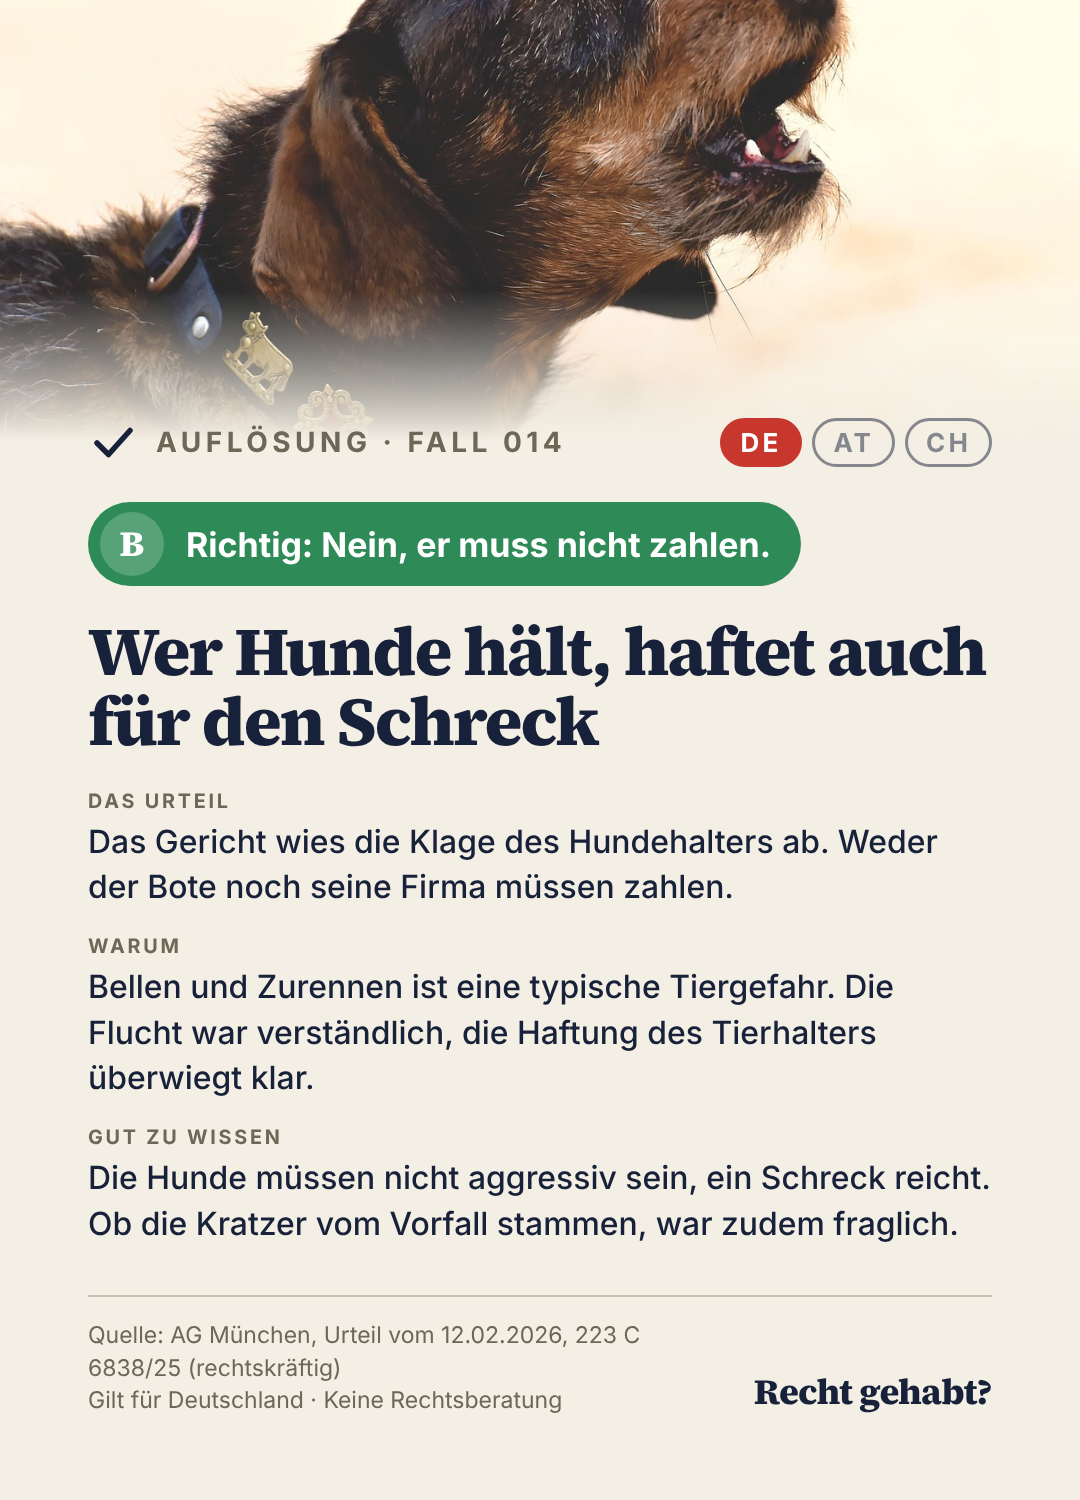 AUFLÖSUNG · FALL 014
DE AT CH
B Richtig: Nein, er muss nicht zahlen.
Wer Hunde hält, haftet auch
für den Schreck
DAS URTEIL
Das Gericht wies die Klage des Hundehalters ab. Weder
der Bote noch seine Firma müssen zahlen.
WARUM
Bellen und Zurennen ist eine typische Tiergefahr. Die
Flucht war verständlich, die Haftung des Tierhalters
überwiegt klar.
GUT ZU WISSEN
Die Hunde müssen nicht aggressiv sein, ein Schreck reicht.
Ob die Kratzer vom Vorfall stammen, war zudem fraglich.
Quelle: AG München, Urteil vom 12.02.2026, 223 C
6838/25 (rechtskräftig)
Gilt für Deutschland · Keine Rechtsberatung
Recht gehabt?